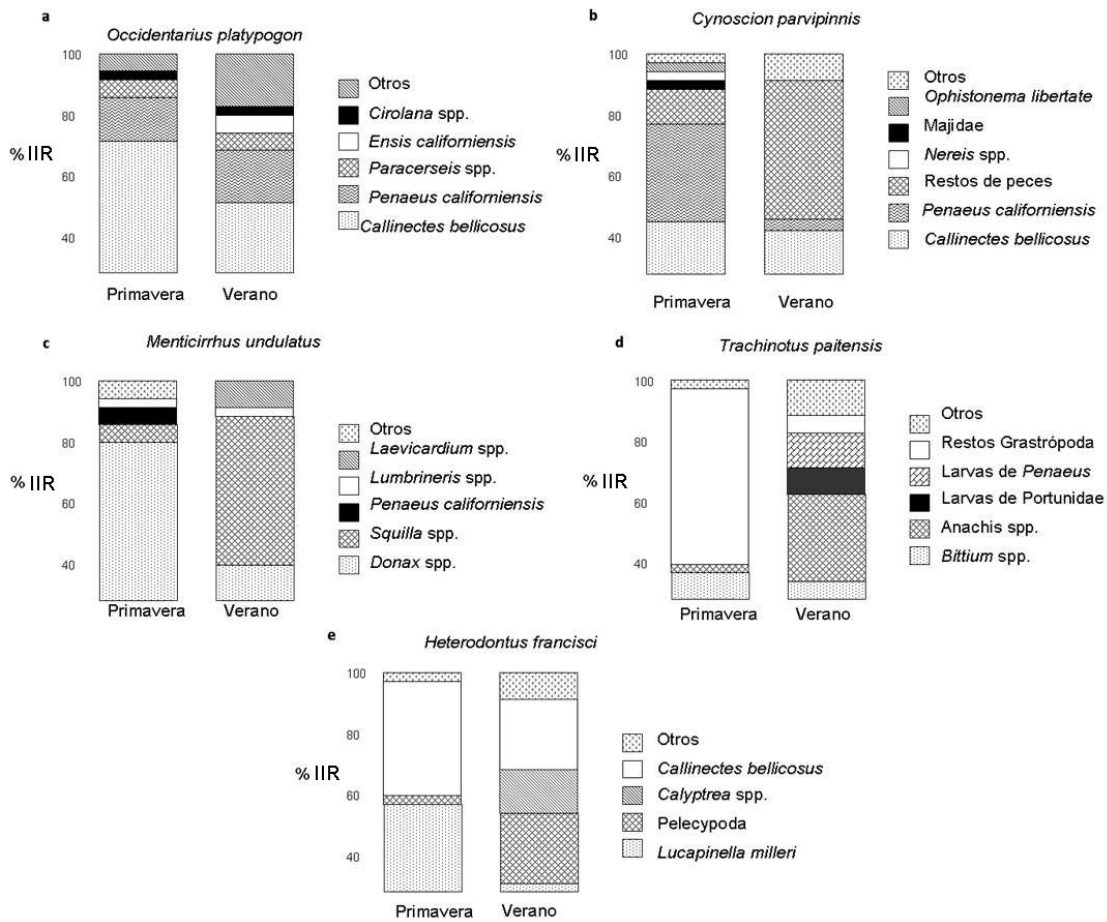 a
Occidentarius platypogon
100
80
60
40
% IIR
Primavera
Verano
Otros
Cirolana spp.
Ensis californiensis
Paracerseis spp.
Penaeus californiensis
Callinectes bellicosus
b
Cynoscion parvipinnis
100
80
60
40
% IIR
Primavera
Verano
Otros
Ophistonema libertate
Majidae
Nereis spp.
Restos de peces
Penaeus californiensis
Callinectes bellicosus
c
Menticirrhus undulatus
100
80
60
40
% IIR
Primavera
Verano
Otros
Laevicardium spp.
Lumbrineris spp.
Penaeus californiensis
Squilla spp.
Donax spp.
d
Trachinotus paitensis
100
80
60
40
% IIR
Primavera
Verano
Otros
Restos Grastrópoda
Larvas de Penaeus
Larvas de Portunidae
Anachis spp.
Bittium spp.
e
Heterodontus francisci
100
80
60
40
% IIR
Primavera
Verano
Otros
Callinectes bellicosus
Calyptrea spp.
Pelecypoda
Lucapinella milleri